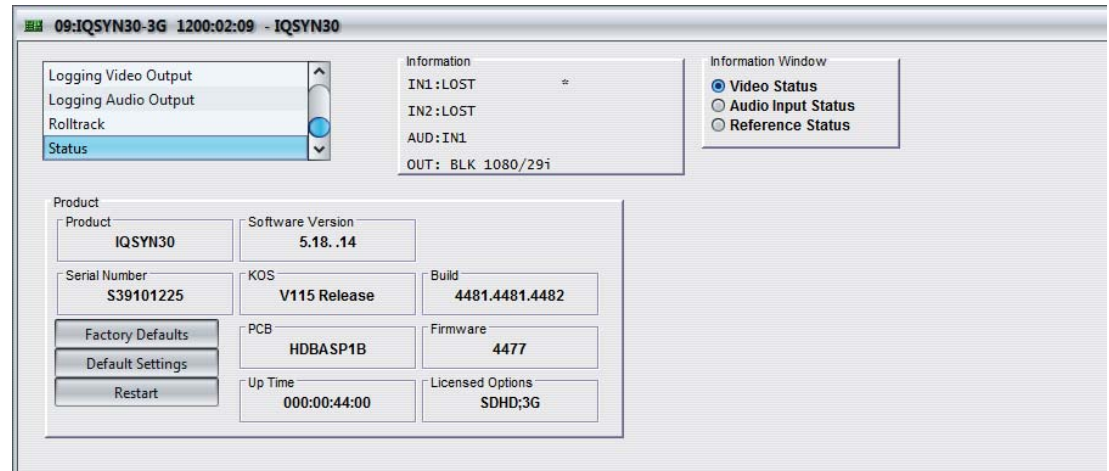 09:IQSYN30-3G 1200:02:09 - IQSYN30
Logging Video Output
Logging Audio Output
Rolltrack
Status
Information
IN1:LOST *
IN2:LOST
AUD:IN1
OUT: BLK 1080/29i
Information Window
Video Status
Audio Input Status
Reference Status
Product
Product
IQSYN30
Software Version
5.18. .14
Serial Number
S39101225
KOS
V115 Release
Build
4481.4481.4482
Factory Defaults
Default Settings
Restart
PCB
HDBASP1B
Firmware
4477
Up Time
000:00:44:00
Licensed Options
SDHD;3G